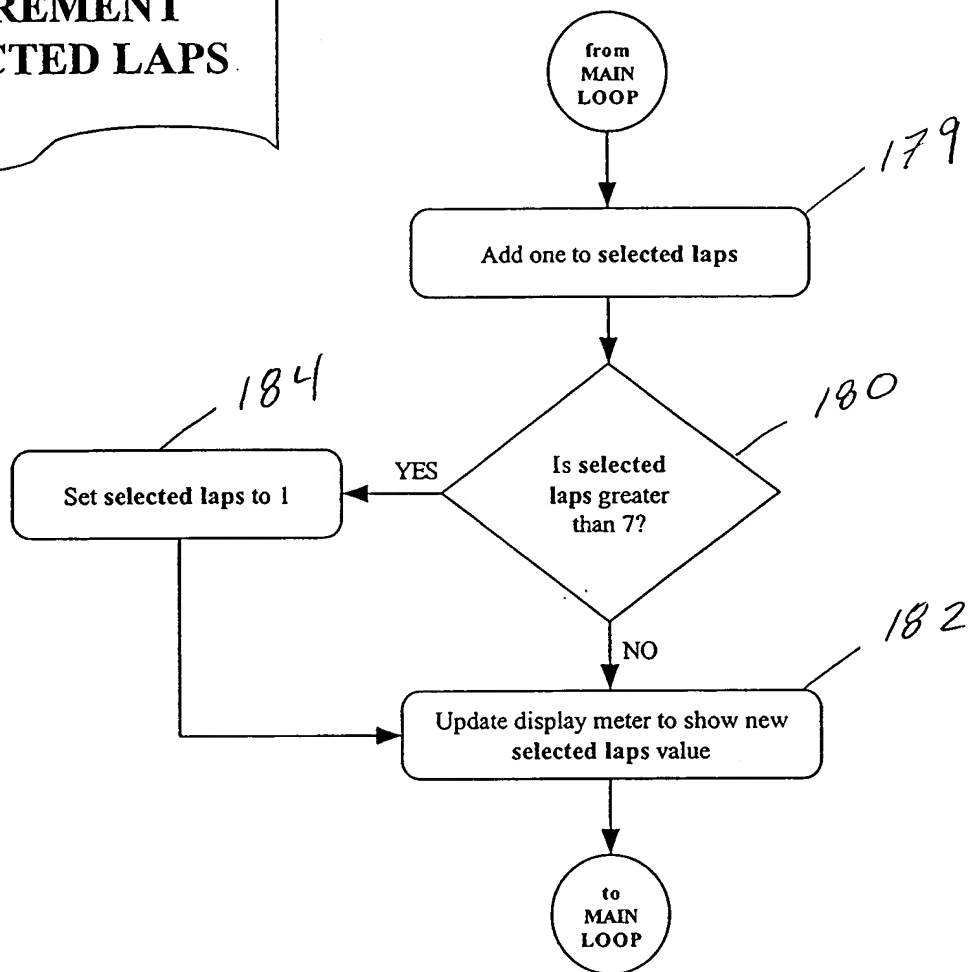 REMENT
CTED LAPS
from
MAIN
LOOP
179
Add one to selected laps
184
180
YES
Is selected
laps greater
than 7?
Set selected laps to 1
182
NO
Update display meter to show new
selected laps value
to
MAIN
LOOP